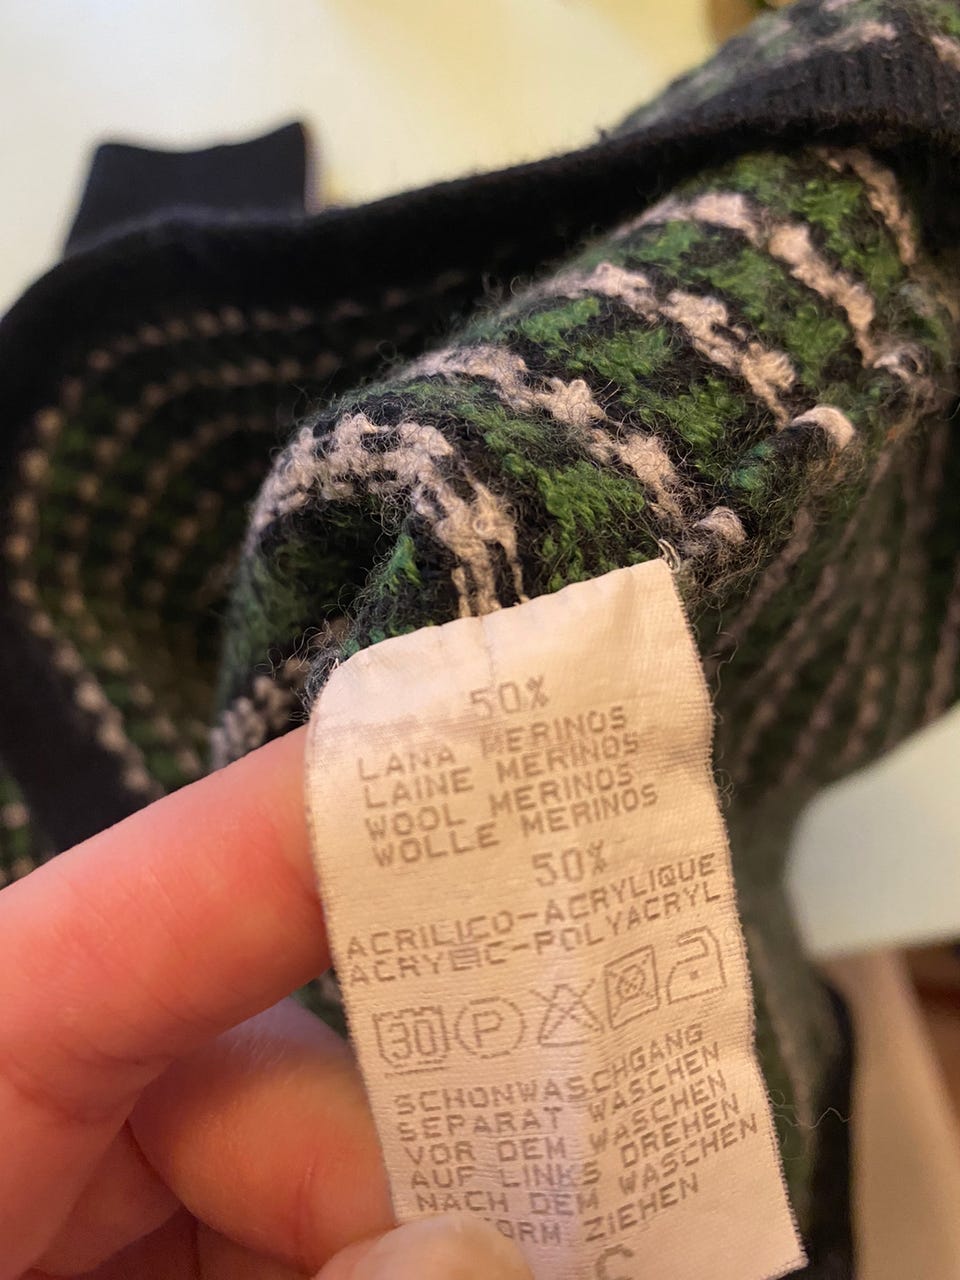 50%
LANA MERINOS
LAINE MERINOS
WOOL MERINOS
WOLLE MERINOS
50%
ACRILICO-ACRYLIQUE
ACRYLIC-POLYACRYL
30 P
SCHONWASCHGANG
SEPARAT WASCHEN
VOR DEM WASCHEN
AUF LINKS DREHEN
NACH DEM WASCHEN
ZIEHEN